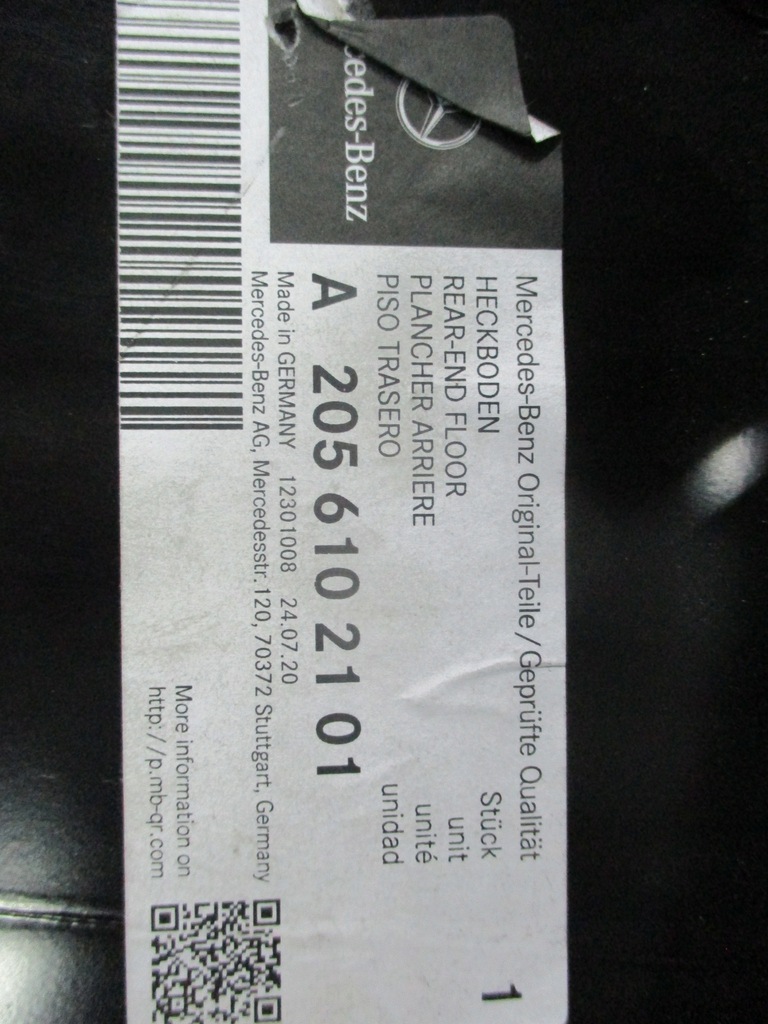 edes-Benz
Mercedes-Benz Original-Teile/Geprüfte Qualität
HECKBODEN Stück 1
REAR-END FLOOR unit
PLANCHER ARRIERE unité
PISO TRASERO unidad
A 205 610 21 01
Made in GERMANY 12301008 24.07.20
Mercedes-Benz AG, Mercedesstr.120, 70372 Stuttgart, Germany
More information on
http://p.mb-qr.com